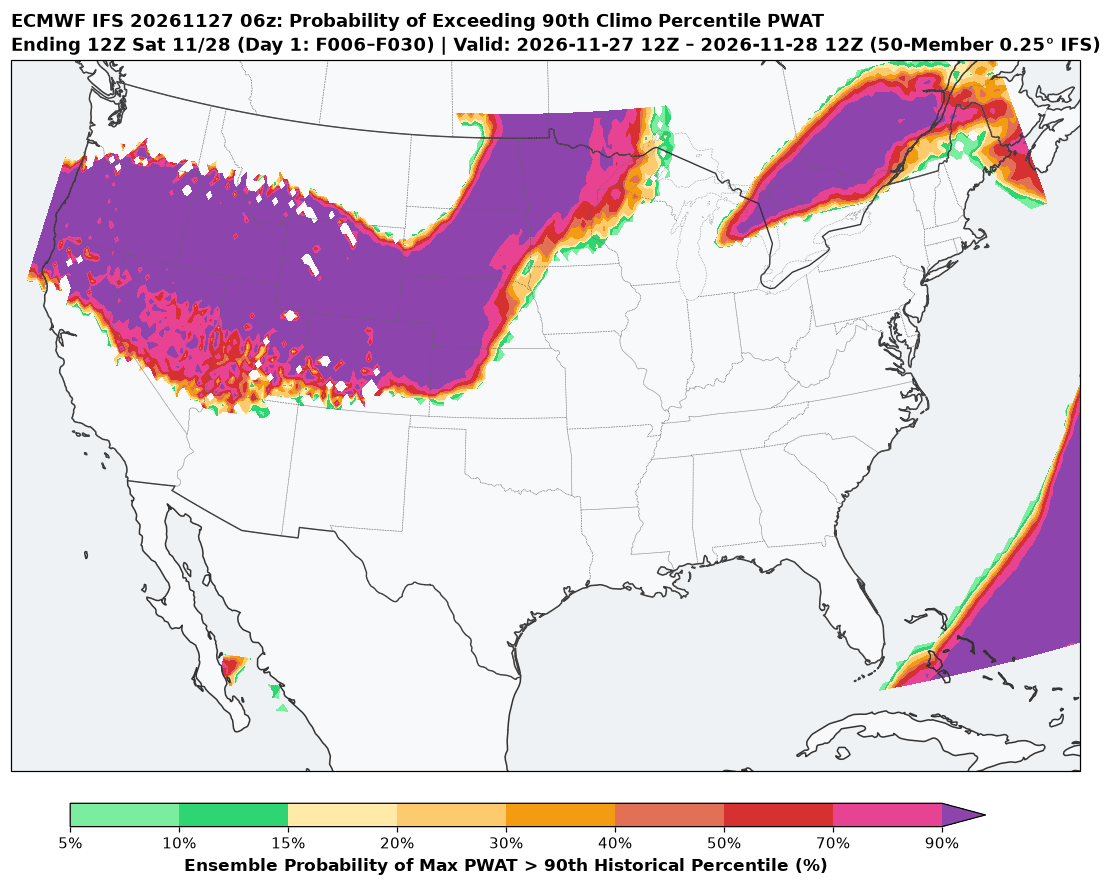 ECMWF IFS 20261127 06z: Probability of Exceeding 90th Climo Percentile PWAT
Ending 12Z Sat 11/28 (Day 1: F006–F030) | Valid: 2026-11-27 12Z – 2026-11-28 12Z (50-Member 0.25° IFS)
5% 10% 15% 20% 30% 40% 50% 70% 90%
Ensemble Probability of Max PWAT > 90th Historical Percentile (%)